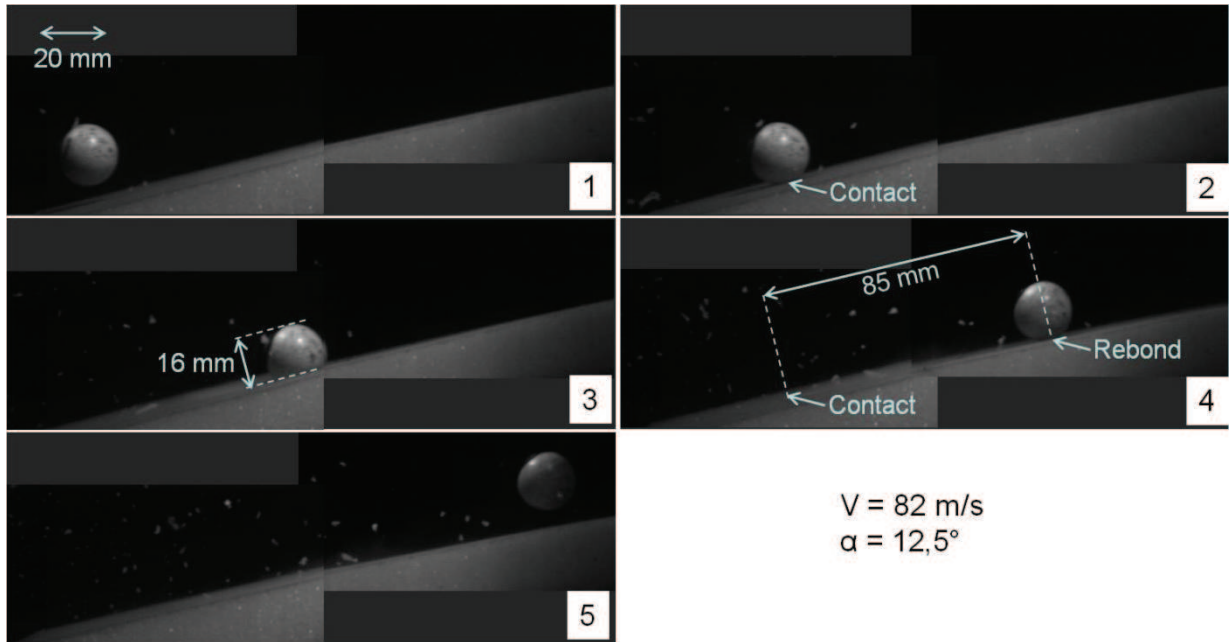 20 mm
1
Contact
2
16 mm
3
85 mm
Rebond
Contact
4
5
V = 82 m/s
α = 12,5°